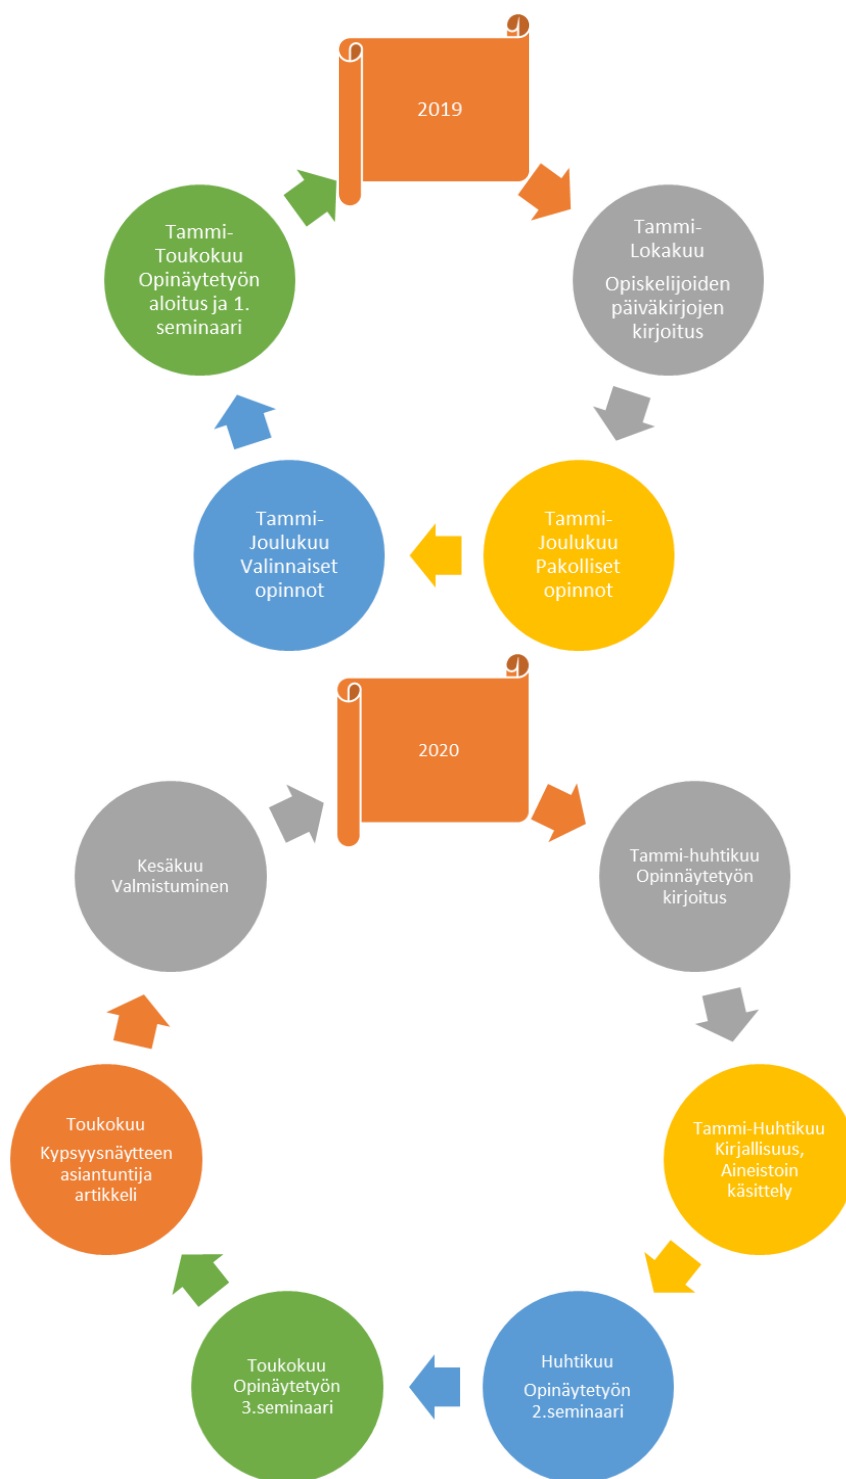 2019
Tammi-
Lokakuu
Opiskelijoiden
päiväkirjojen
kirjoitus
Tammi-
Joulukuu
Pakolliset
opinnot
Tammi-
Joulukuu
Valinnaiset
opinnot
Tammi-
Toukokuu
Opinäytetyön
aloitus ja 1.
seminaari
2020
Tammi-huhtikuu
Opinnäytetyön
kirjoitus
Tammi-Huhtikuu
Kirjallisuus,
Aineistoin
käsittely
Huhtikuu
Opinäytetyön
2.seminaari
Toukokuu
Opinäytetyön
3.seminaari
Toukokuu
Kypsyysnäytteen
asiantuntija
artikkeli
Kesäkuu
Valmistuminen